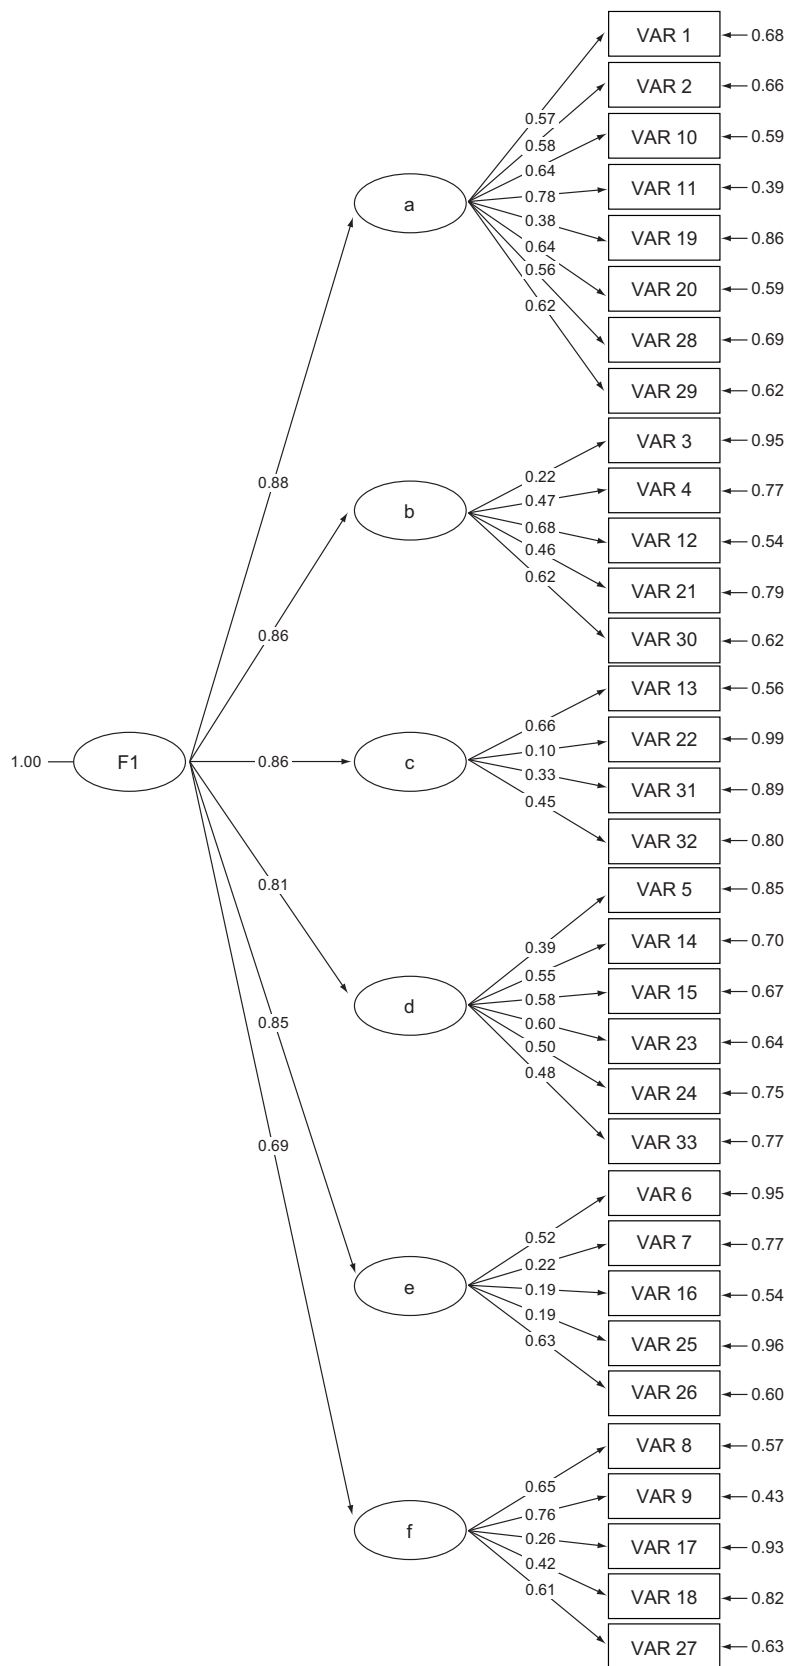 VAR 1 0.68
VAR 2 0.66
0.57
VAR 10 0.59
0.58
0.64
VAR 11 0.39
0.78
a
0.38
VAR 19 0.86
0.64
0.56
VAR 20 0.59
0.62
VAR 28 0.69
VAR 29 0.62
VAR 3 0.95
0.22
0.88
VAR 4 0.77
0.47
b
0.68
VAR 12 0.54
0.46
0.62
VAR 21 0.79
0.86
VAR 30 0.62
VAR 13 0.56
0.66
VAR 22 0.99
0.10
1.00 F1 0.86 c
0.33
VAR 31 0.89
0.45
VAR 32 0.80
0.81
VAR 5 0.85
0.39
VAR 14 0.70
0.55
VAR 15 0.67
0.58
d
0.85
0.60
VAR 23 0.64
0.50
0.48
VAR 24 0.75
0.69
VAR 33 0.77
VAR 6 0.95
0.52
VAR 7 0.77
0.22
e
0.19
VAR 16 0.54
0.19
0.63
VAR 25 0.96
VAR 26 0.60
VAR 8 0.57
0.65
VAR 9 0.43
0.76
f
0.26
VAR 17 0.93
0.42
0.61
VAR 18 0.82
VAR 27 0.63